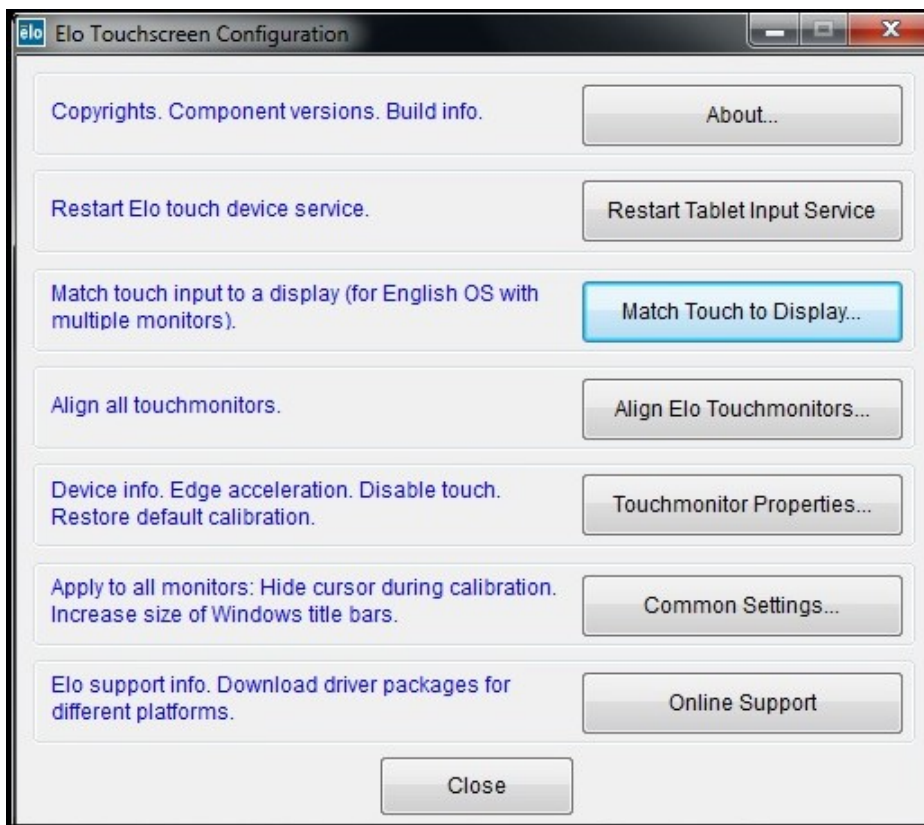 elo Elo Touchscreen Configuration
Copyrights. Component versions. Build info.
About...
Restart Elo touch device service.
Restart Tablet Input Service
Match touch input to a display (for English OS with
multiple monitors).
Match Touch to Display...
Align all touchmonitors.
Align Elo Touchmonitors...
Device info. Edge acceleration. Disable touch.
Restore default calibration.
Touchmonitor Properties...
Apply to all monitors: Hide cursor during calibration.
Increase size of Windows title bars.
Common Settings...
Elo support info. Download driver packages for
different platforms.
Online Support
Close